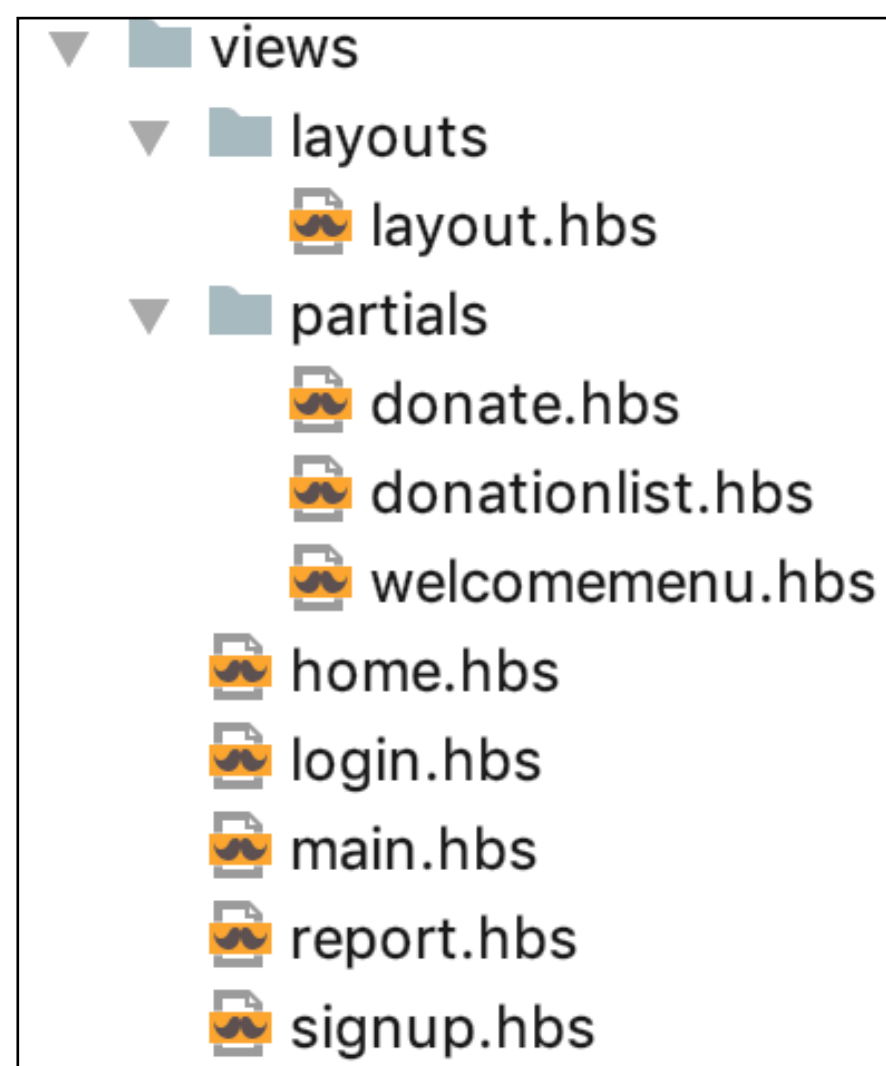 views
layouts
layout.hbs
partials
donate.hbs
donationlist.hbs
welcomemenu.hbs
home.hbs
login.hbs
main.hbs
report.hbs
signup.hbs